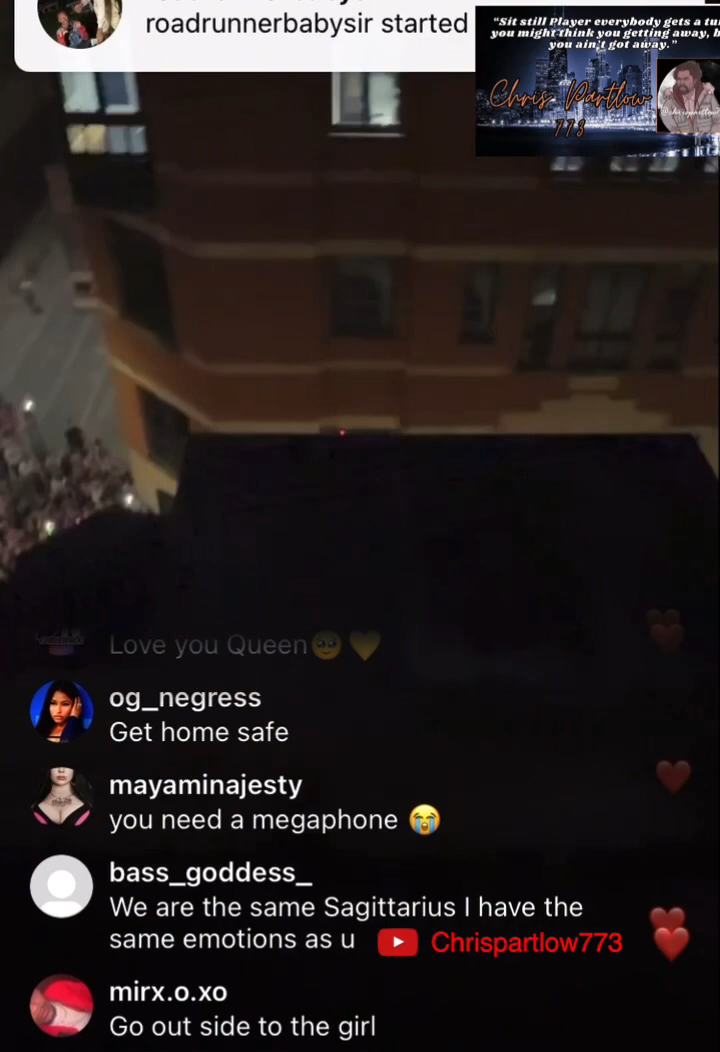 roadrunnerbabysir started
"Sit still Player everybody gets a tu
you might think you getting away, b
you ain't got away."
Chris Partlow
773
Love you Queen🥺💛
og_negress
Get home safe
mayaminajesty
you need a megaphone 😭
bass_goddess_
We are the same Sagittarius I have the
same emotions as u
Chrispartlow773
mirx.o.xo
Go out side to the girl